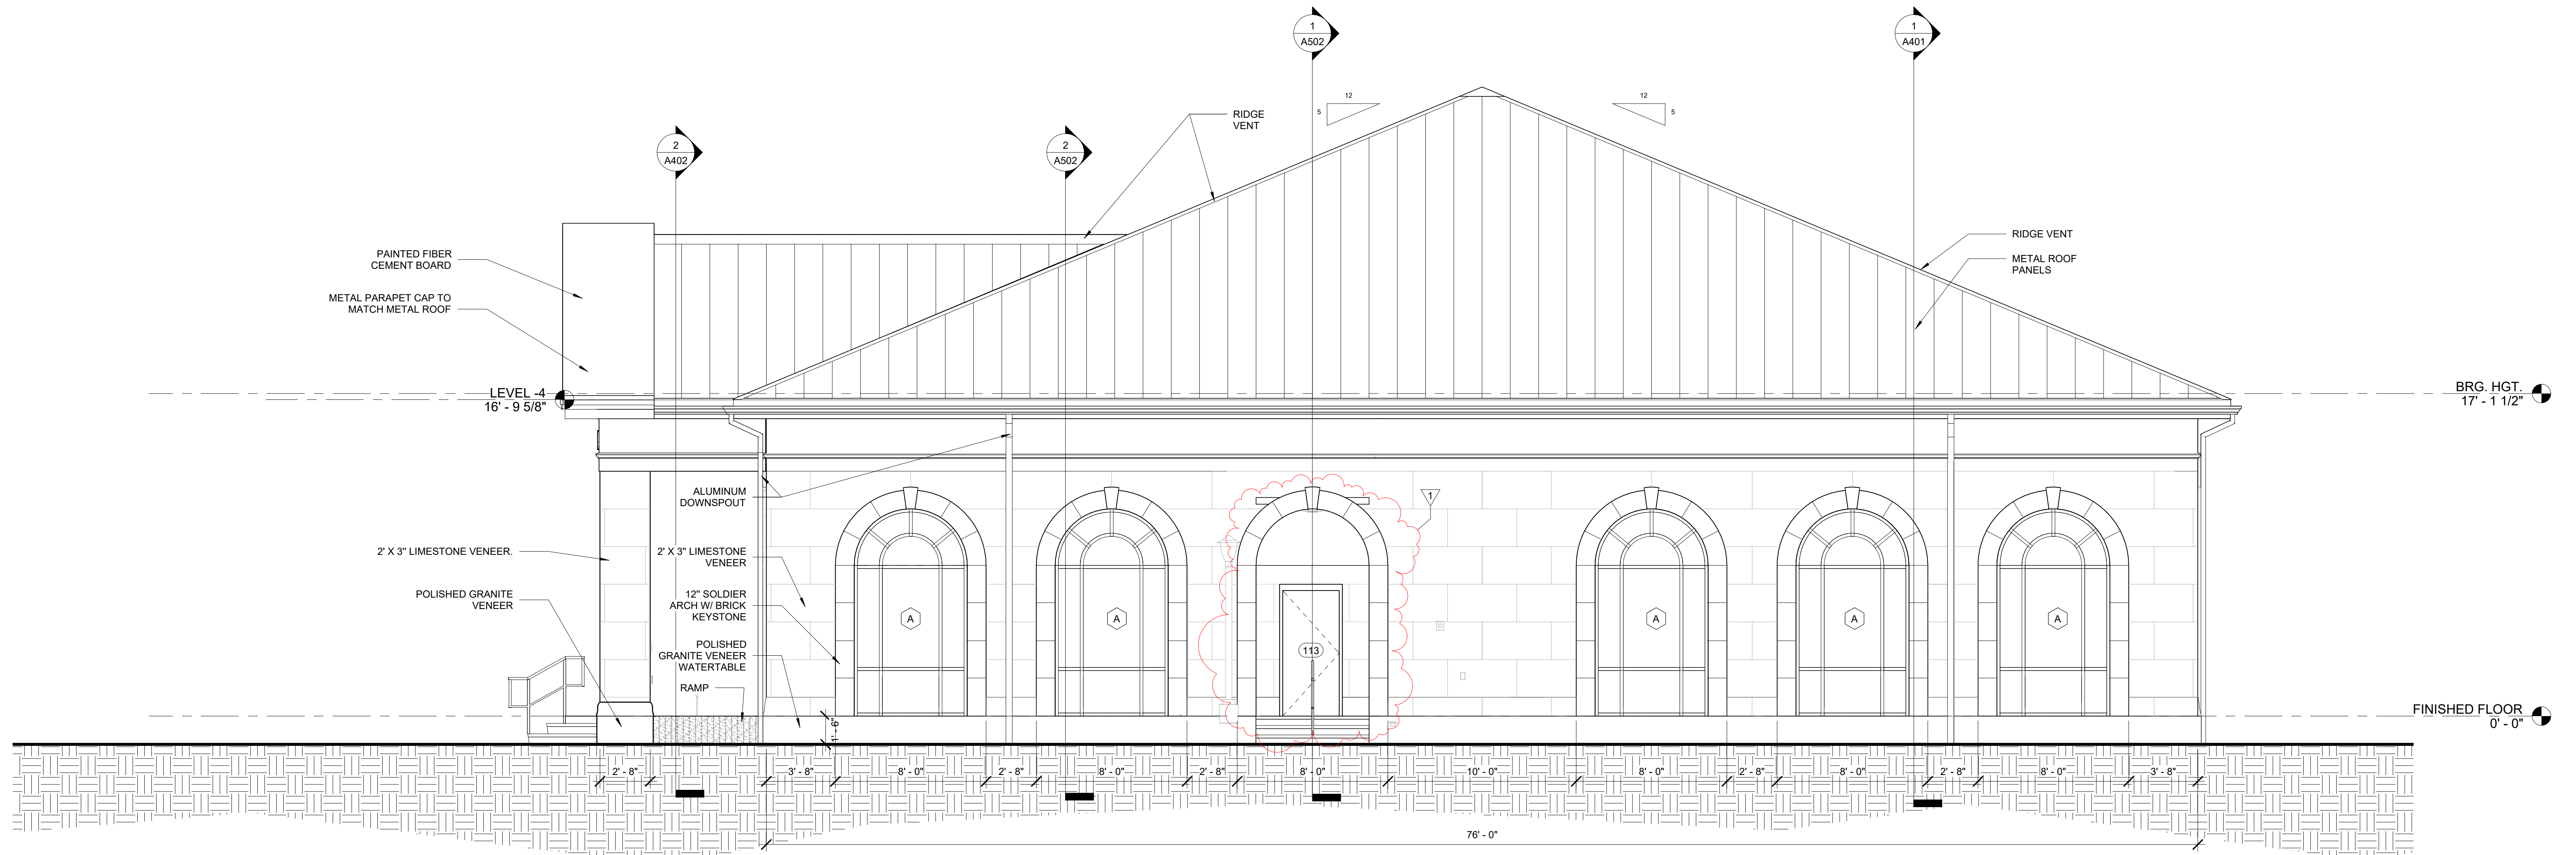 1
A502
1
A401
12
5
12
5
RIDGE
VENT
2
A402
2
A502
RIDGE VENT
METAL ROOF
PANELS
PAINTED FIBER
CEMENT BOARD
METAL PARAPET CAP TO
MATCH METAL ROOF
LEVEL -4
16' - 9 5/8"
BRG. HGT.
17' - 1 1/2"
ALUMINUM
DOWNSPOUT
1
2' X 3" LIMESTONE VENEER.
2' X 3" LIMESTONE
VENEER
POLISHED GRANITE
VENEER
12" SOLDIER
ARCH W/ BRICK
KEYSTONE
A
A
A
A
A
113
POLISHED
GRANITE VENEER
WATERTABLE
RAMP
1' - 6"
FINISHED FLOOR
0' - 0"
2' - 8"
3' - 8"
8' - 0"
2' - 8"
8' - 0"
2' - 8"
8' - 0"
10' - 0"
8' - 0"
2' - 8"
8' - 0"
2' - 8"
8' - 0"
3' - 8"
76' - 0"